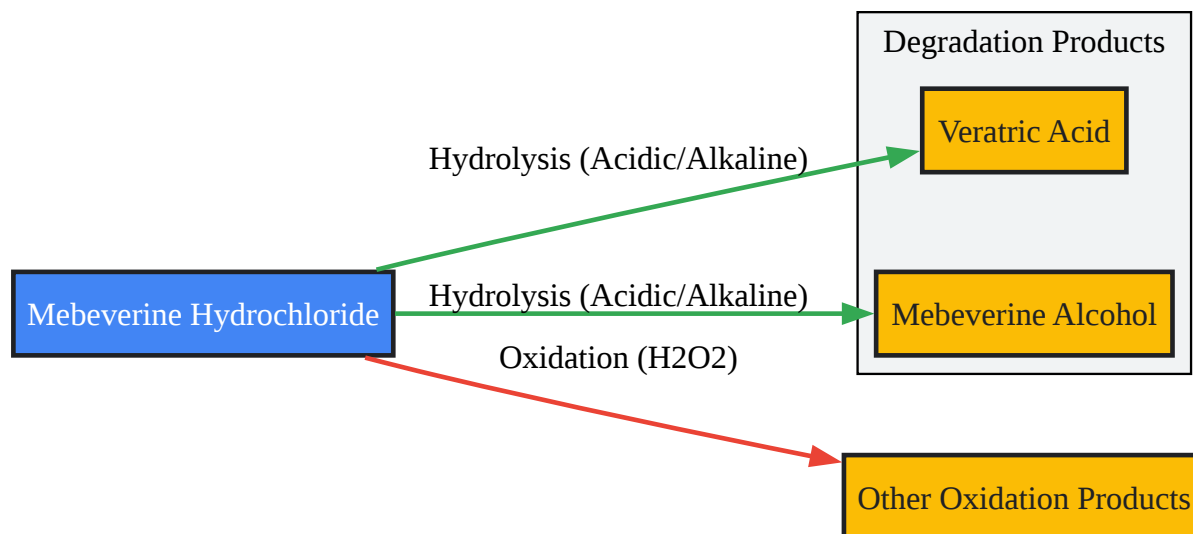 Degradation Products
Veratric Acid
Hydrolysis (Acidic/Alkaline)
Mebeverine Hydrochloride
Hydrolysis (Acidic/Alkaline)
Mebeverine Alcohol
Oxidation (H2O2)
Other Oxidation Products